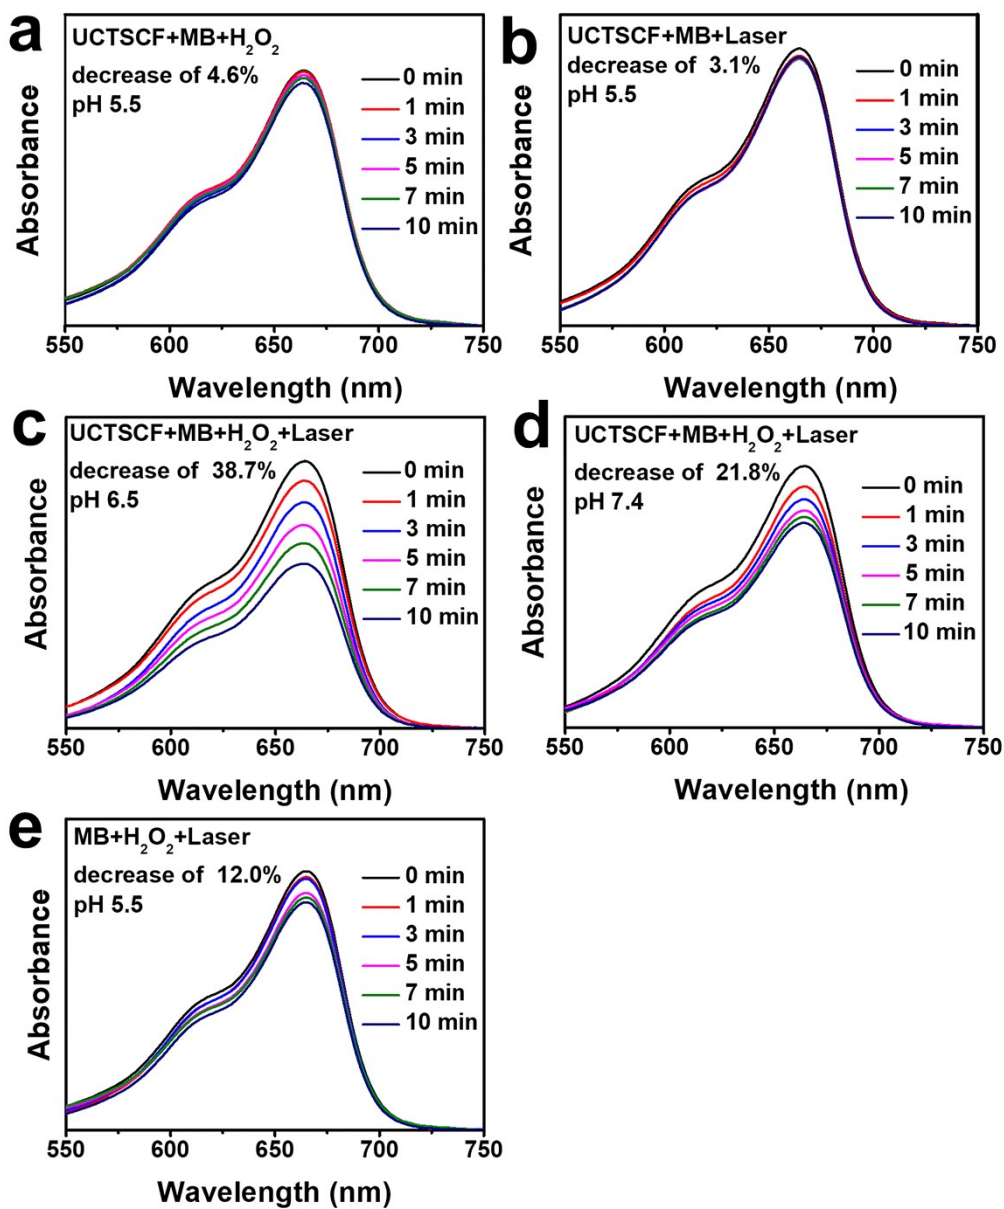 a
UCTSCF+MB+H2O2
decrease of 4.6%
pH 5.5
0 min
1 min
3 min
5 min
7 min
10 min
Absorbance
550 600 650 700 750
Wavelength (nm)
b
UCTSCF+MB+Laser
decrease of 3.1%
pH 5.5
0 min
1 min
3 min
5 min
7 min
10 min
Absorbance
550 600 650 700 750
Wavelength (nm)
c
UCTSCF+MB+H2O2+Laser
decrease of 38.7%
pH 6.5
0 min
1 min
3 min
5 min
7 min
10 min
Absorbance
550 600 650 700 750
Wavelength (nm)
d
UCTSCF+MB+H2O2+Laser
decrease of 21.8%
pH 7.4
0 min
1 min
3 min
5 min
7 min
10 min
Absorbance
550 600 650 700 750
Wavelength (nm)
e
MB+H2O2+Laser
decrease of 12.0%
pH 5.5
0 min
1 min
3 min
5 min
7 min
10 min
Absorbance
550 600 650 700 750
Wavelength (nm)